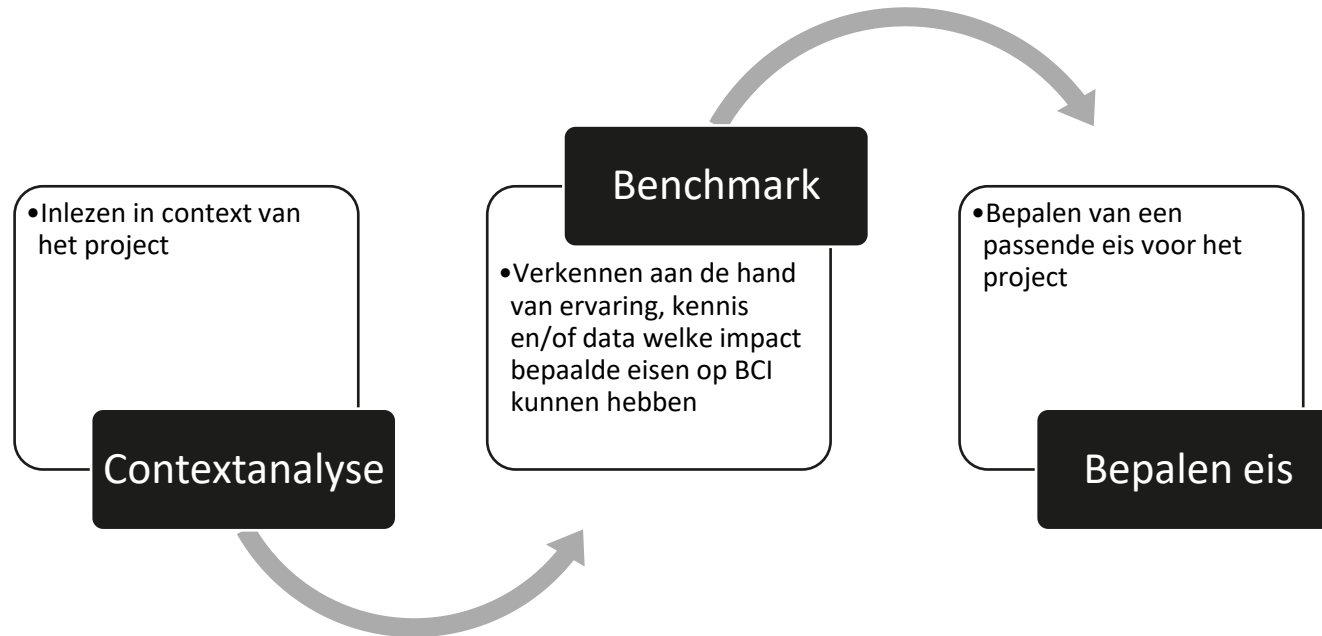 •Inlezen in context van
het project
Contextanalyse
Benchmark
•Verkennen aan de hand
van ervaring, kennis
en/of data welke impact
bepaalde eisen op BCI
kunnen hebben
•Bepalen van een
passende eis voor het
project
Bepalen eis